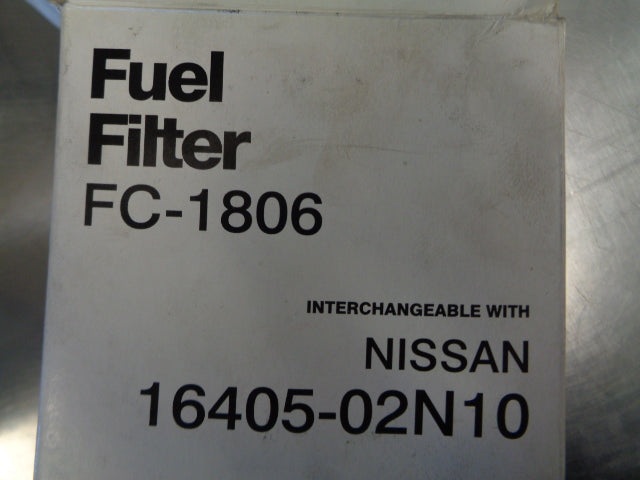 Fuel
Filter
FC-1806
INTERCHANGEABLE WITH
NISSAN
16405-02N10